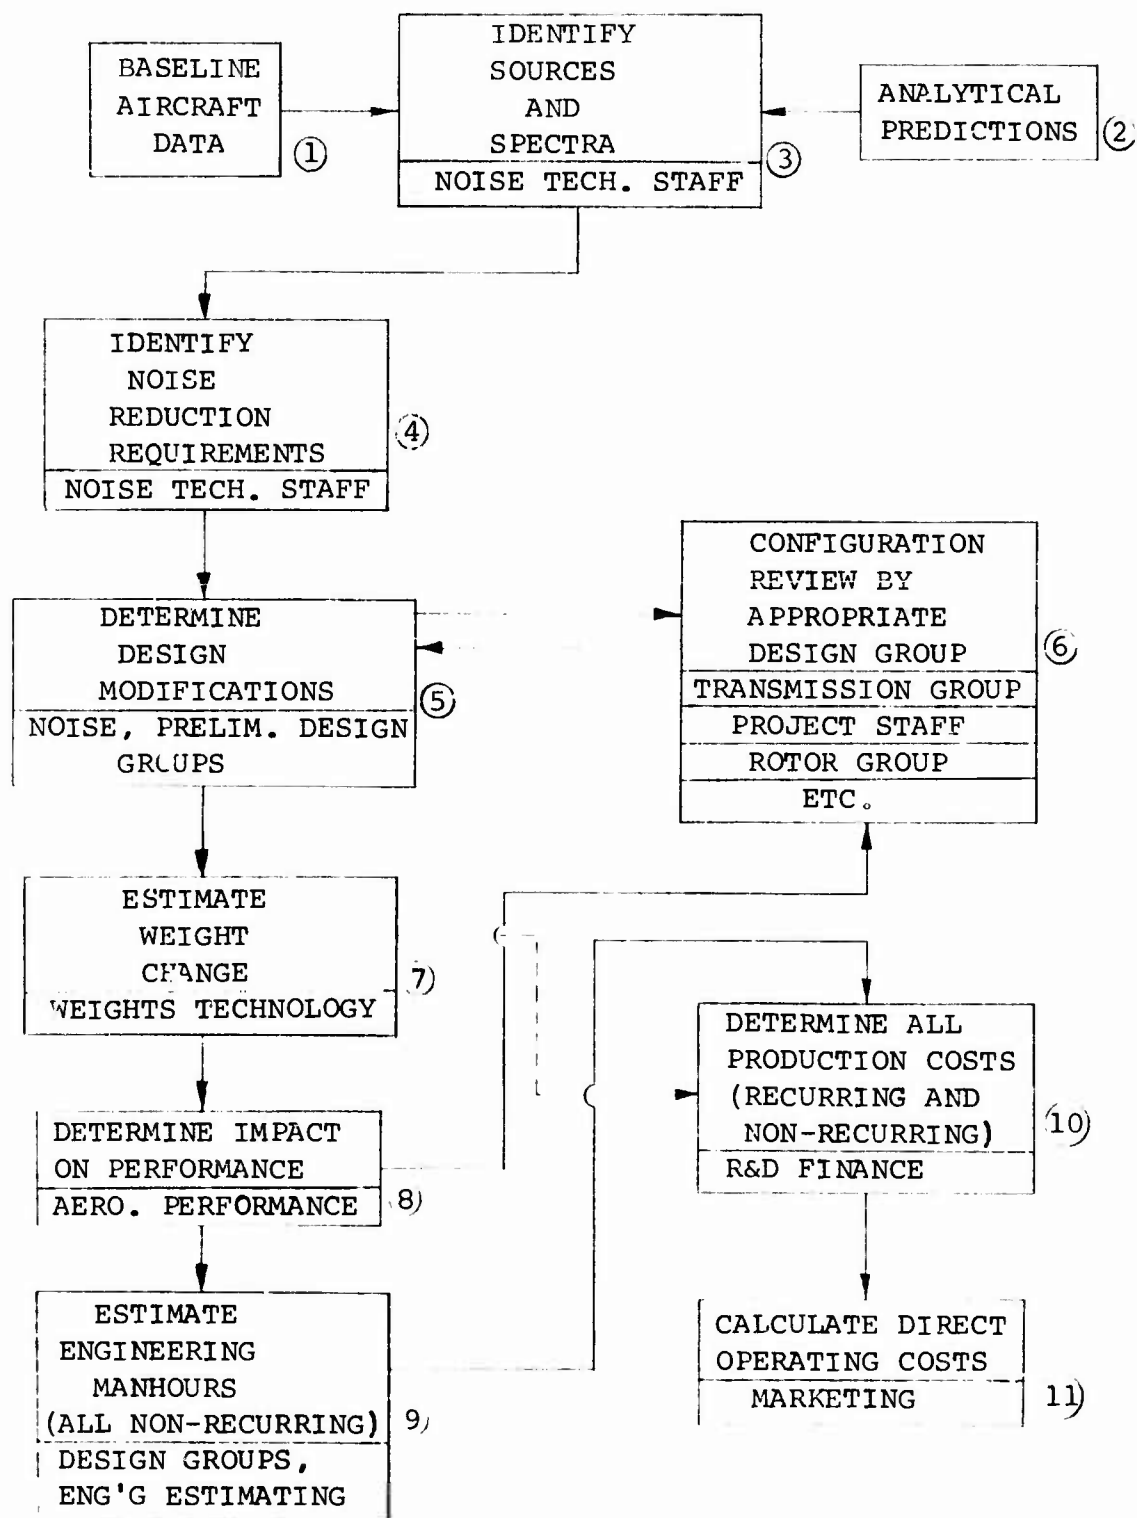 BASELINE
AIRCRAFT
DATA
①
IDENTIFY
SOURCES
AND
SPECTRA
③
NOISE TECH. STAFF
ANALYTICAL
PREDICTIONS
②
IDENTIFY
NOISE
REDUCTION
REQUIREMENTS
④
NOISE TECH. STAFF
DETERMINE
DESIGN
MODIFICATIONS
⑤
NOISE, PRELIM. DESIGN
GROUPS
CONFIGURATION
REVIEW BY
APPROPRIATE
DESIGN GROUP
⑥
TRANSMISSION GROUP
PROJECT STAFF
ROTOR GROUP
ETC.
ESTIMATE
WEIGHT
CHANGE
⑦
WEIGHTS TECHNOLOGY
DETERMINE IMPACT
ON PERFORMANCE
AERO. PERFORMANCE
8
ESTIMATE
ENGINEERING
MANHOURS
(ALL NON-RECURRING)
9
DESIGN GROUPS,
ENG'G ESTIMATING
DETERMINE ALL
PRODUCTION COSTS
(RECURRING AND
NON-RECURRING)
10
R&D FINANCE
CALCULATE DIRECT
OPERATING COSTS
MARKETING
11